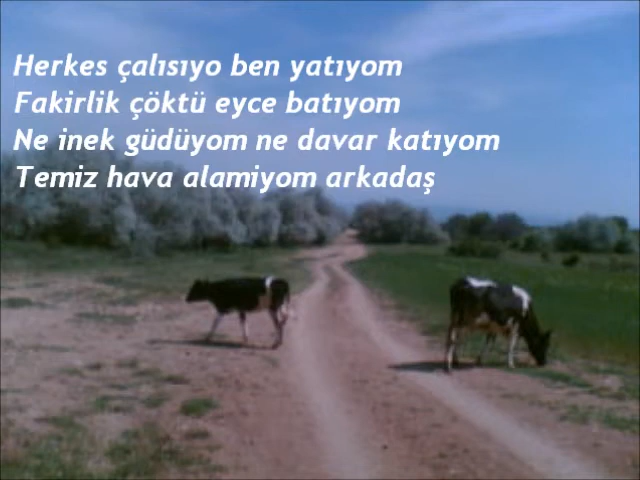 Herkes çalısıyo ben yatıyom
Fakirlik çöktü eyce batıyom
Ne inek güdüyom ne davar katıyom
Temiz hava alamiyom arkadaş